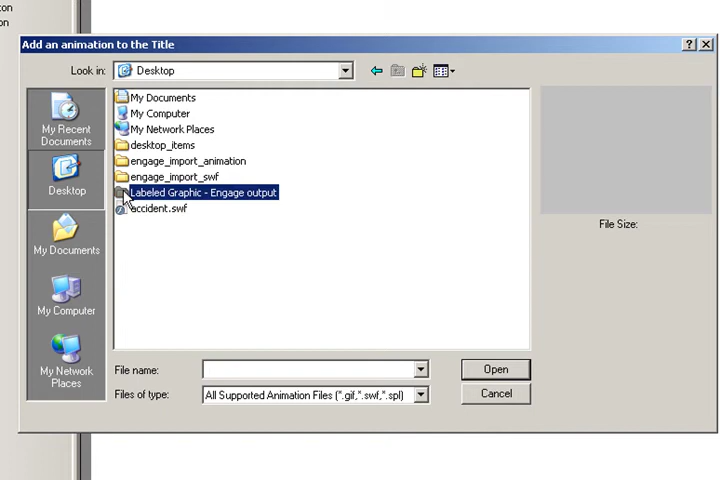 ton
on
Add an animation to the Title
Look in: Desktop
My Recent
Documents
Desktop
My Documents
My Computer
My Network
Places
My Documents
My Computer
My Network Places
desktop_items
engage_import_animation
engage_import_swf
Labeled Graphic - Engage output
accident.swf
File Size:
File name:
Open
Files of type: All Supported Animation Files (*.gif,*.swf,*.spl)
Cancel